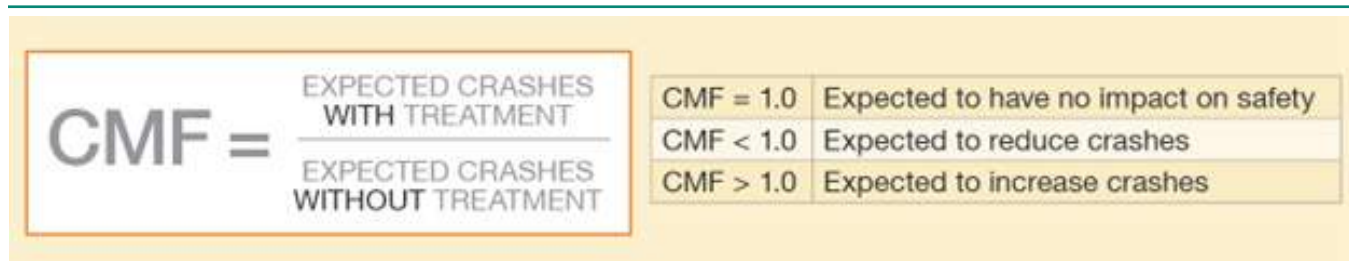 CMF =
EXPECTED CRASHES
WITH TREATMENT
EXPECTED CRASHES
WITHOUT TREATMENT
CMF = 1.0 Expected to have no impact on safety
CMF < 1.0 Expected to reduce crashes
CMF > 1.0 Expected to increase crashes